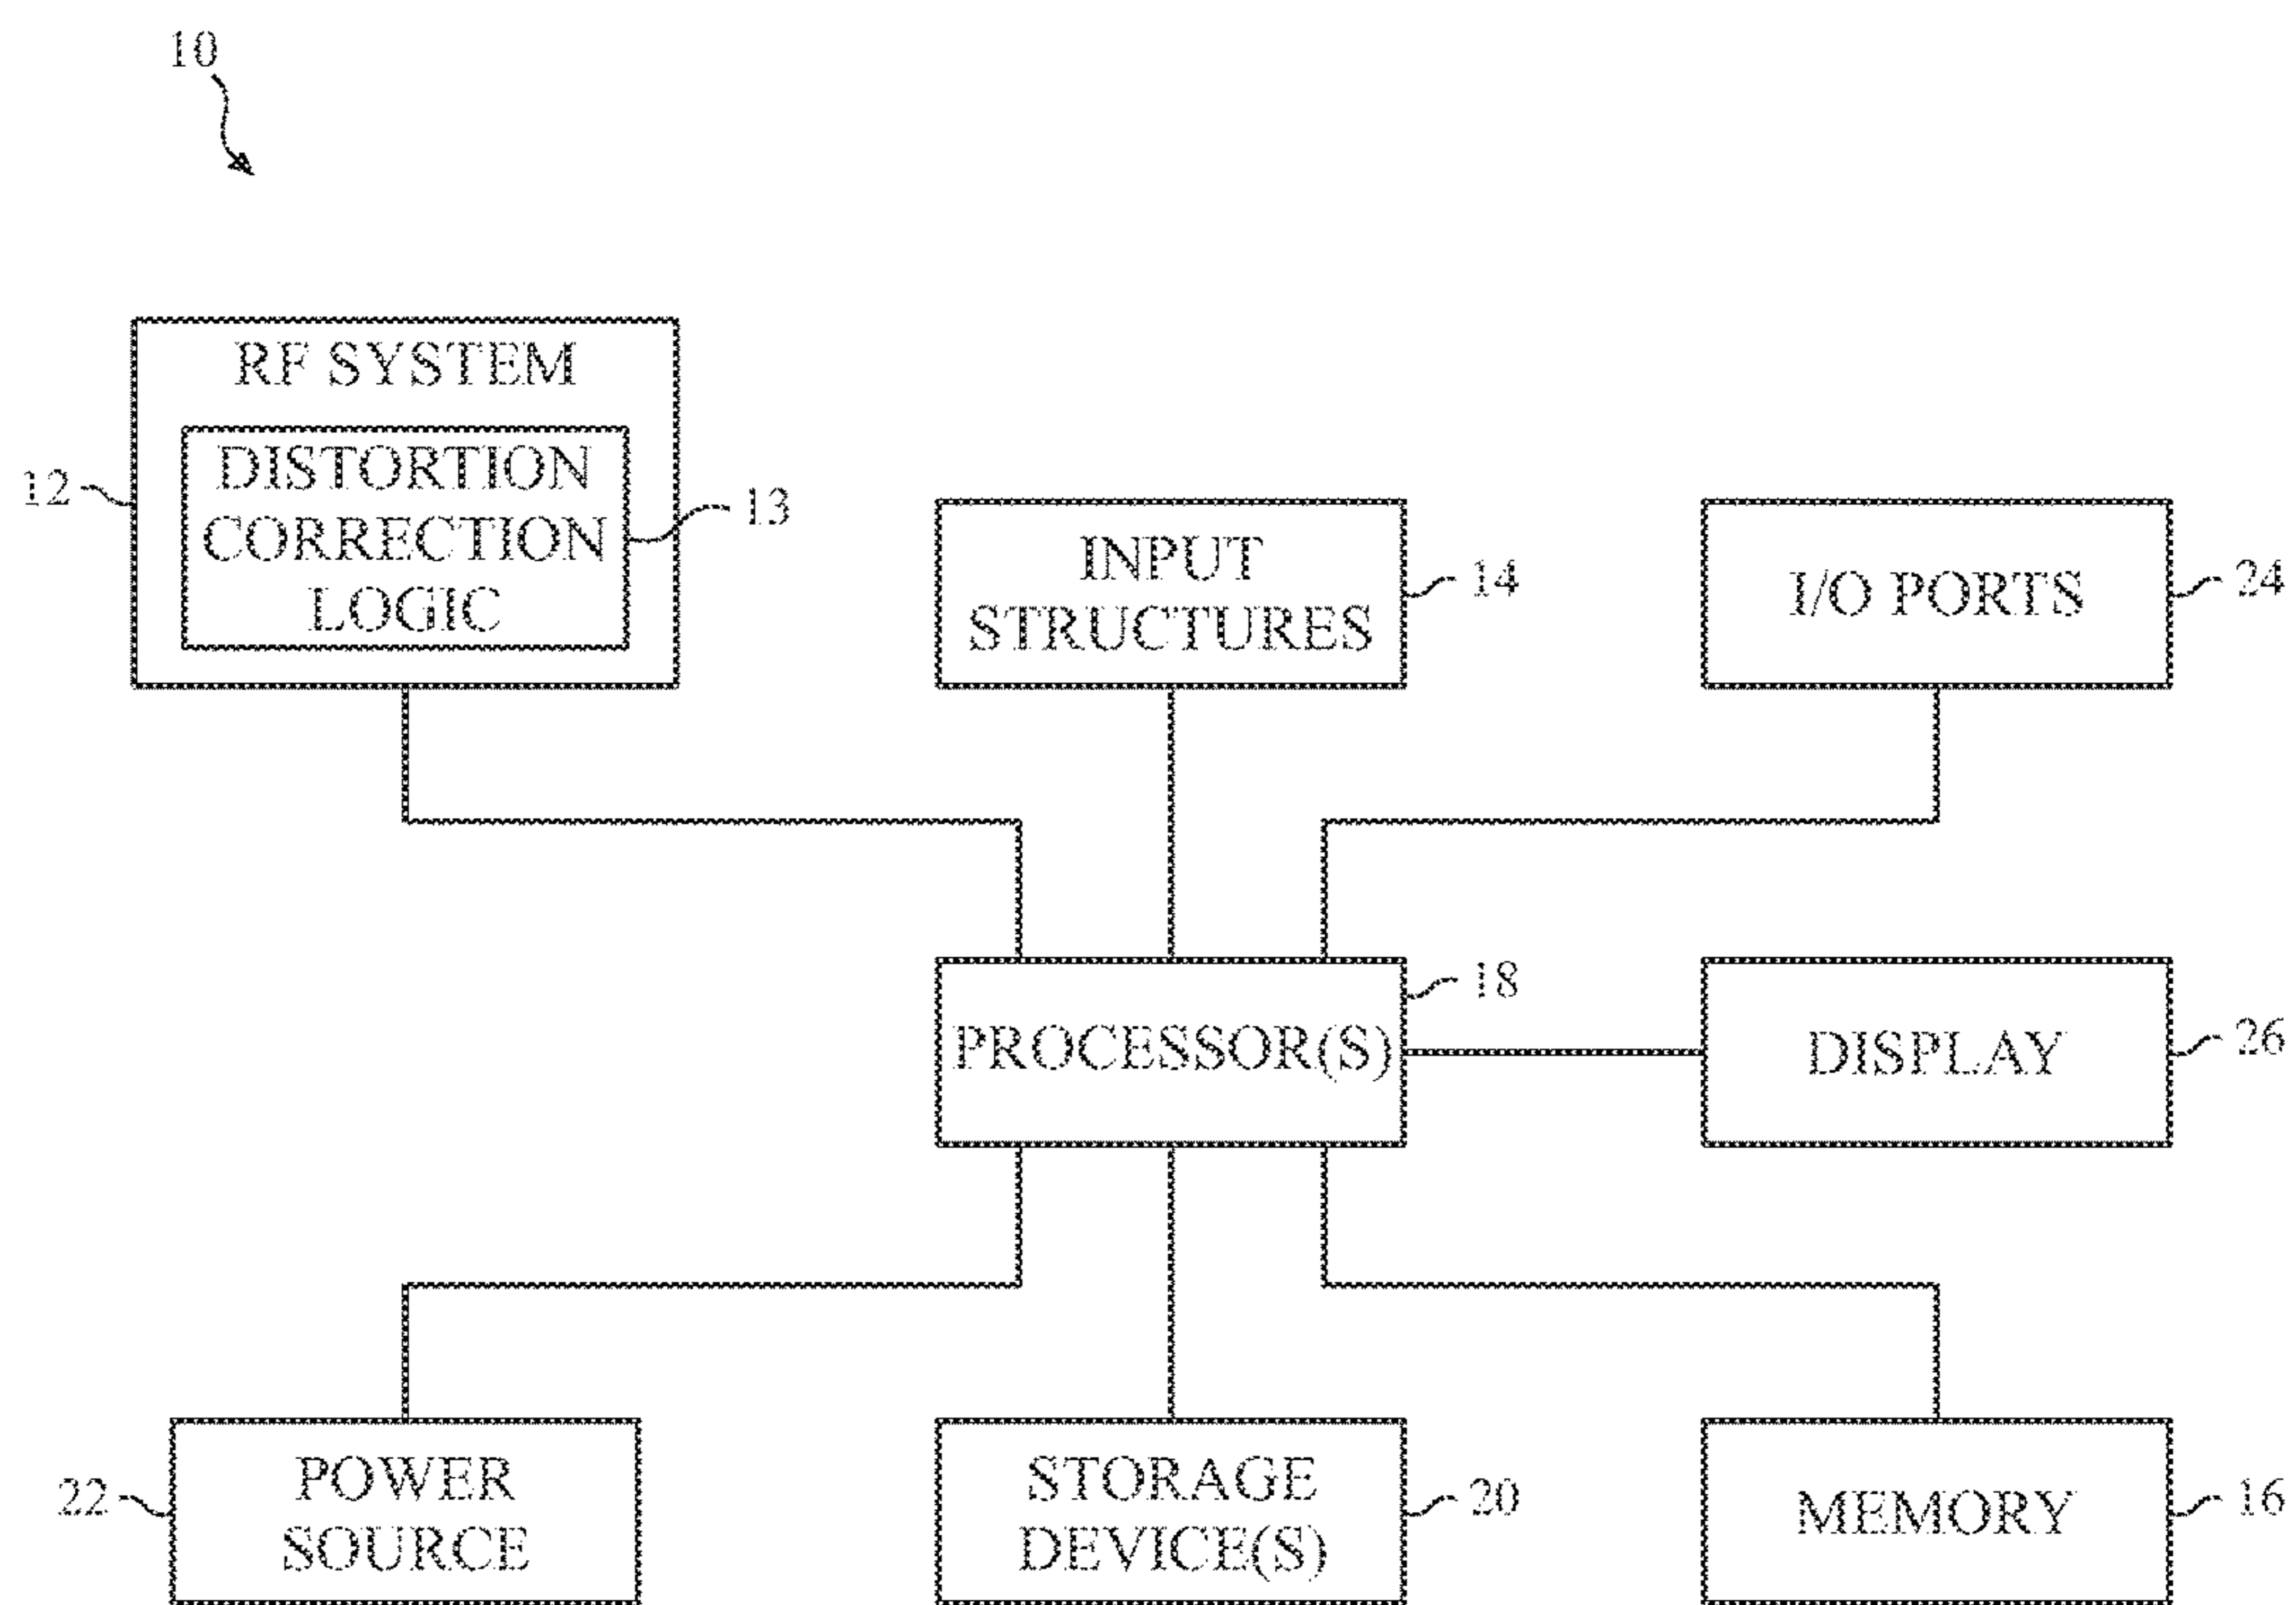 10
RF SYSTEM
DISTORTION
CORRECTION
LOGIC
12
13
INPUT
STRUCTURES
14
I/O PORTS
24
PROCESSOR(S)
18
DISPLAY
26
POWER
SOURCE
22
STORAGE
DEVICE(S)
20
MEMORY
16